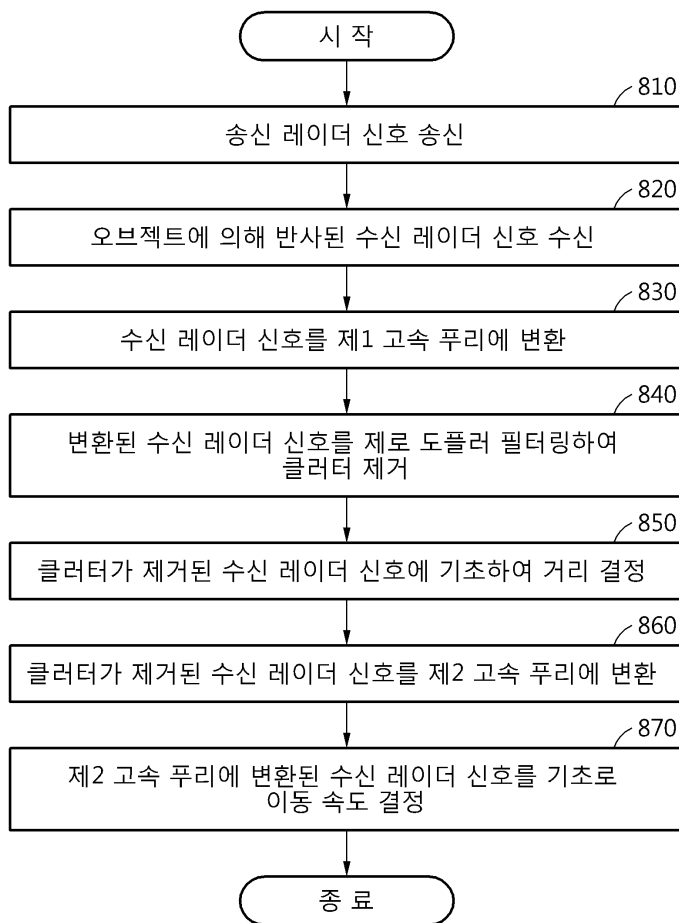 시 작
810
송신 레이더 신호 송신
820
오브젝트에 의해 반사된 수신 레이더 신호 수신
830
수신 레이더 신호를 제1 고속 푸리에 변환
840
변환된 수신 레이더 신호를 제로 도플러 필터링하여
클러터 제거
850
클러터가 제거된 수신 레이더 신호에 기초하여 거리 결정
860
클러터가 제거된 수신 레이더 신호를 제2 고속 푸리에 변환
870
제2 고속 푸리에 변환된 수신 레이더 신호를 기초로
이동 속도 결정
종 료